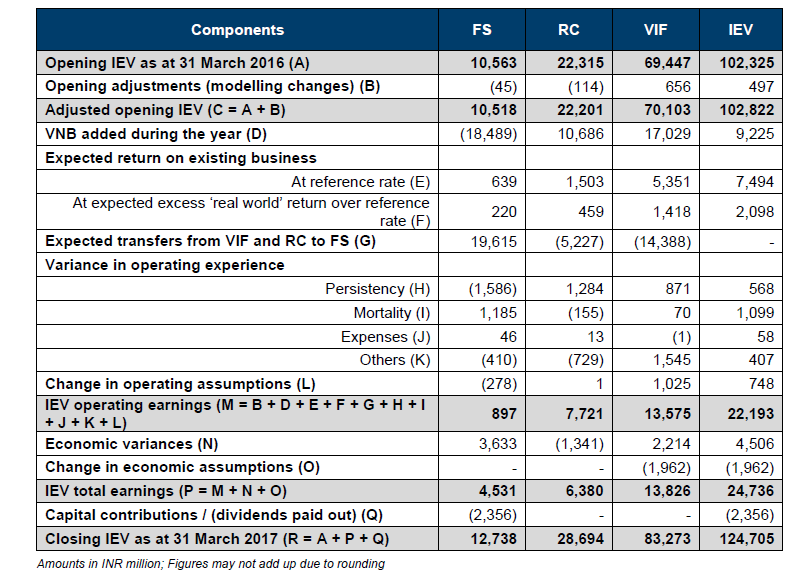 Components FS RC VIF IEV
Opening IEV as at 31 March 2016 (A) 10,563 22,315 69,447 102,325
Opening adjustments (modelling changes) (B) (45) (114) 656 497
Adjusted opening IEV (C = A + B) 10,518 22,201 70,103 102,822
VNB added during the year (D) (18,489) 10,686 17,029 9,225
Expected return on existing business
At reference rate (E) 639 1,503 5,351 7,494
At expected excess ‘real world’ return over reference
rate (F) 220 459 1,418 2,098
Expected transfers from VIF and RC to FS (G) 19,615 (5,227) (14,388) -
Variance in operating experience
Persistency (H) (1,586) 1,284 871 568
Mortality (I) 1,185 (155) 70 1,099
Expenses (J) 46 13 (1) 58
Others (K) (410) (729) 1,545 407
Change in operating assumptions (L) (278) 1 1,025 748
IEV operating earnings (M = B + D + E + F + G + H + I
+ J + K + L) 897 7,721 13,575 22,193
Economic variances (N) 3,633 (1,341) 2,214 4,506
Change in economic assumptions (O) - - (1,962) (1,962)
IEV total earnings (P = M + N + O) 4,531 6,380 13,826 24,736
Capital contributions / (dividends paid out) (Q) (2,356) - - (2,356)
Closing IEV as at 31 March 2017 (R = A + P + Q) 12,738 28,694 83,273 124,705
Amounts in INR million; Figures may not add up due to rounding